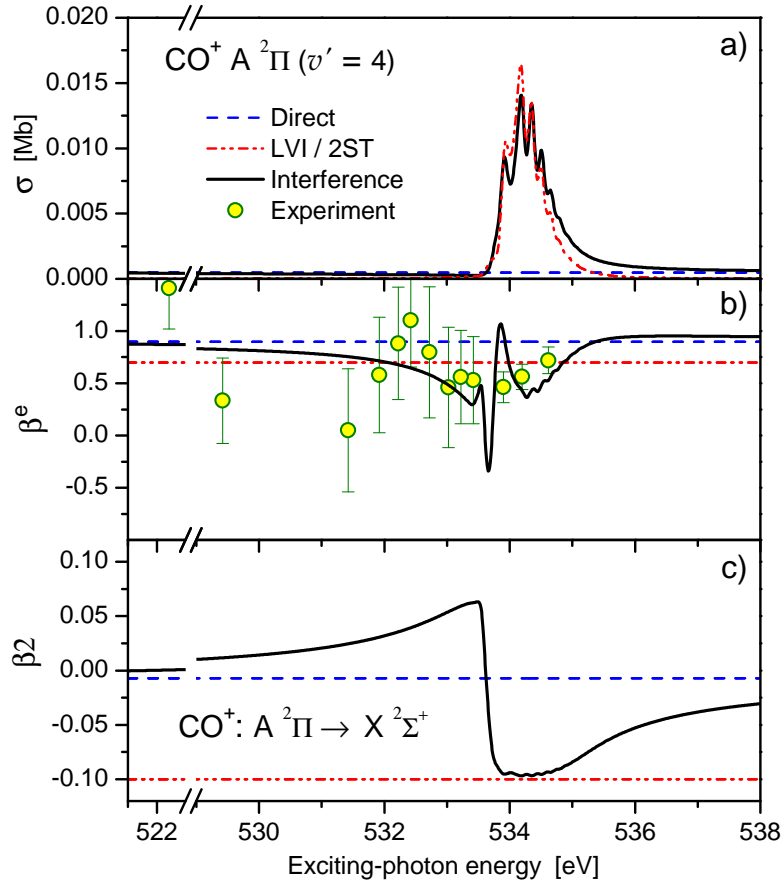 0.020
0.015
0.010
0.005
0.000
σ [Mb]
CO⁺ A ²Π (v′ = 4)
a)
Direct
LVI / 2ST
Interference
Experiment
1.0
0.5
0.0
-0.5
βᵉ
b)
0.10
0.05
0.00
-0.05
-0.10
β2
c)
CO⁺: A ²Π → X ²Σ⁺
522 530 532 534 536 538
Exciting-photon energy [eV]